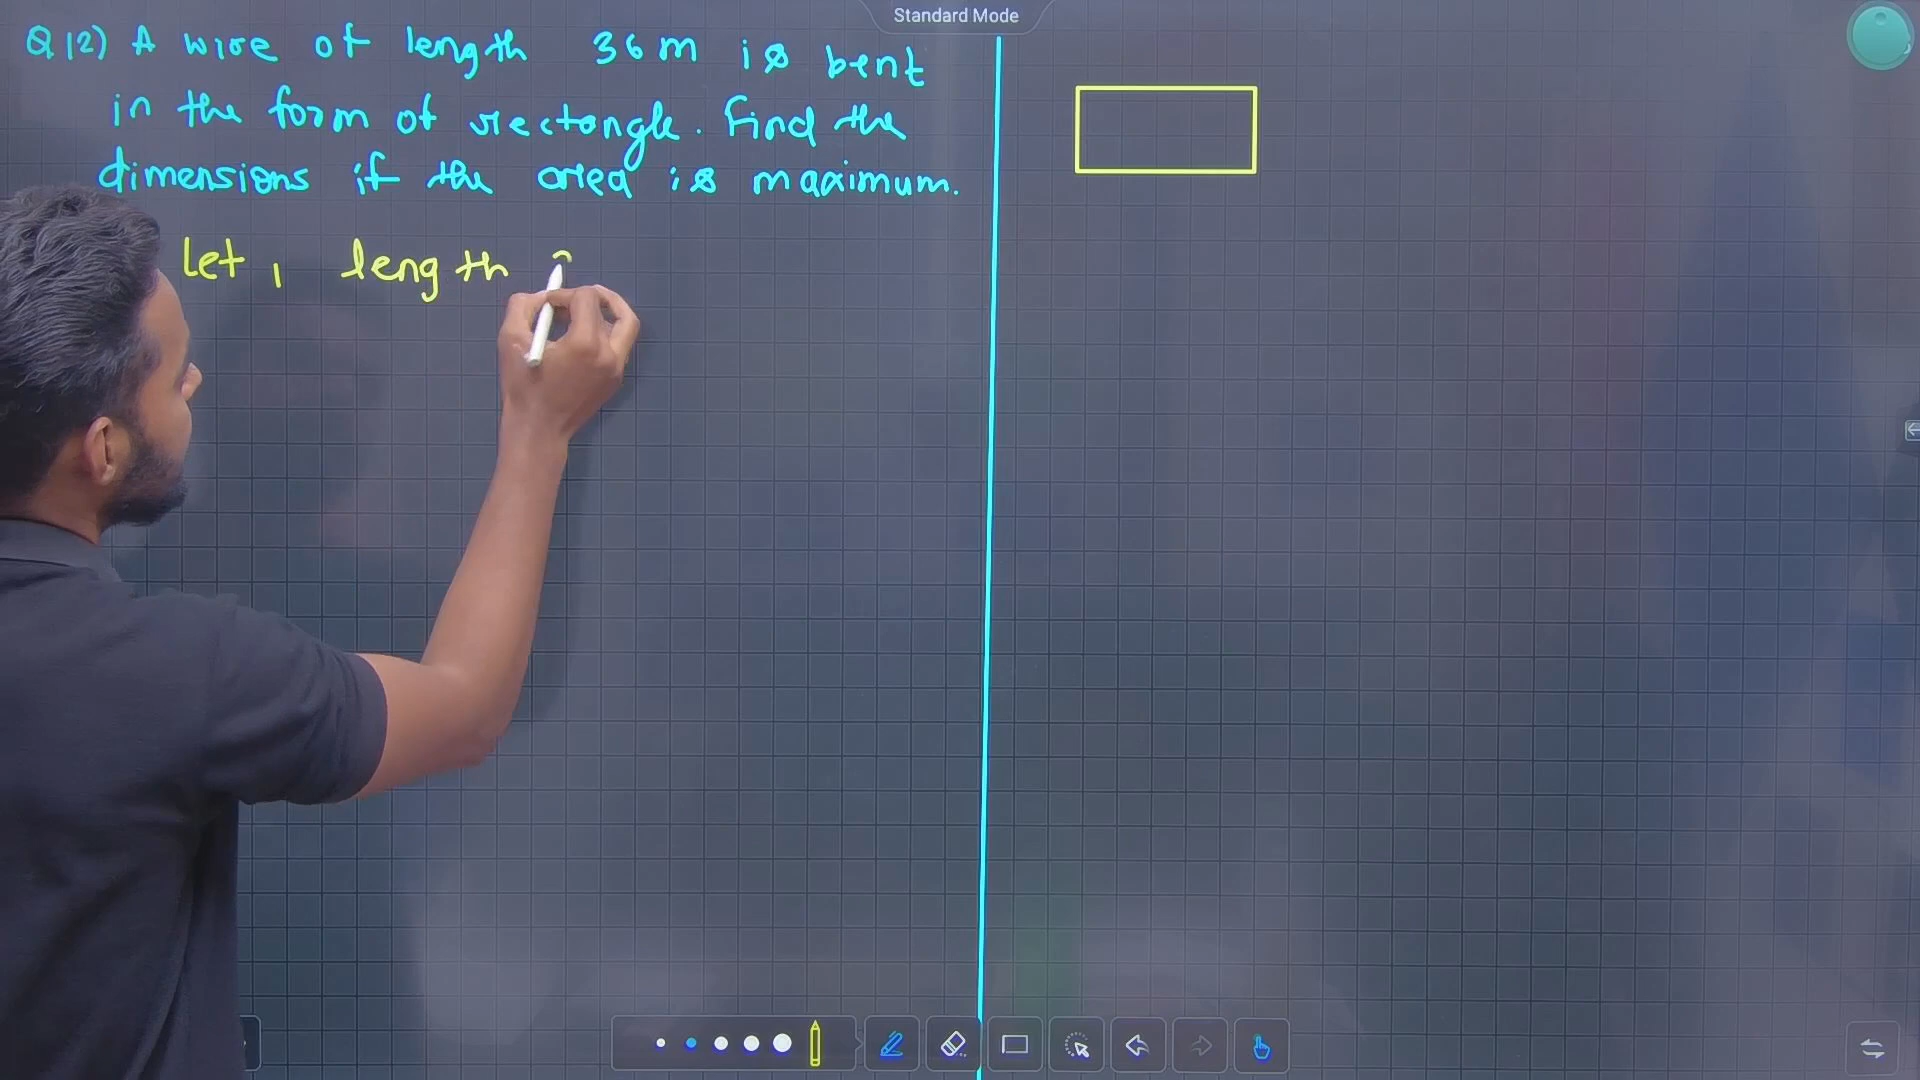 Standard Mode
Q 12) A wire of length 36 m is bent
in the form of rectangle. Find the
dimensions if the area is maximum.
Let, length